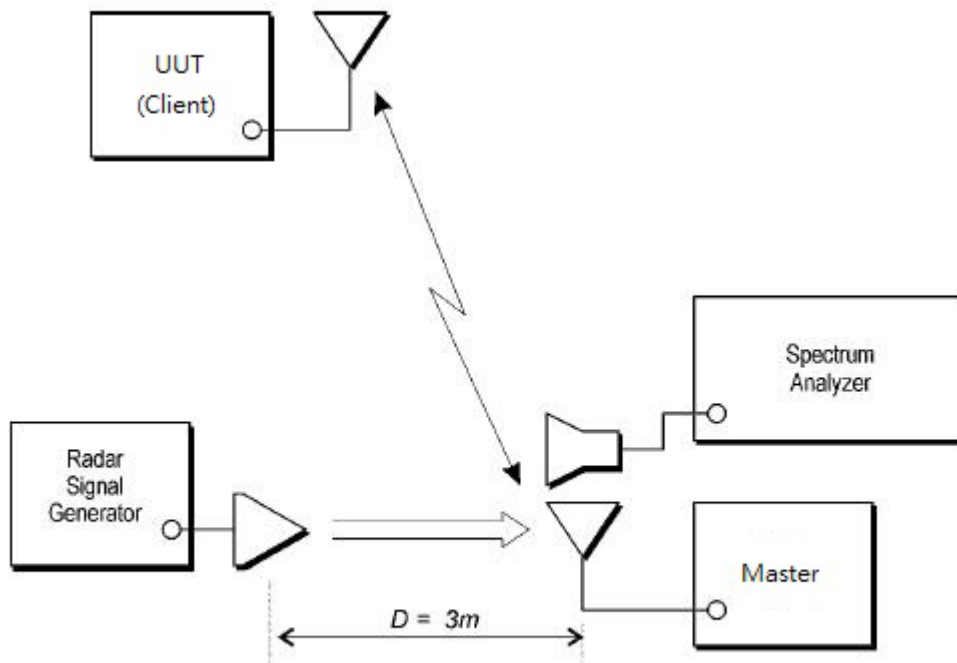 UUT
(Client)
Spectrum
Analyzer
Radar
Signal
Generator
Master
D = 3m